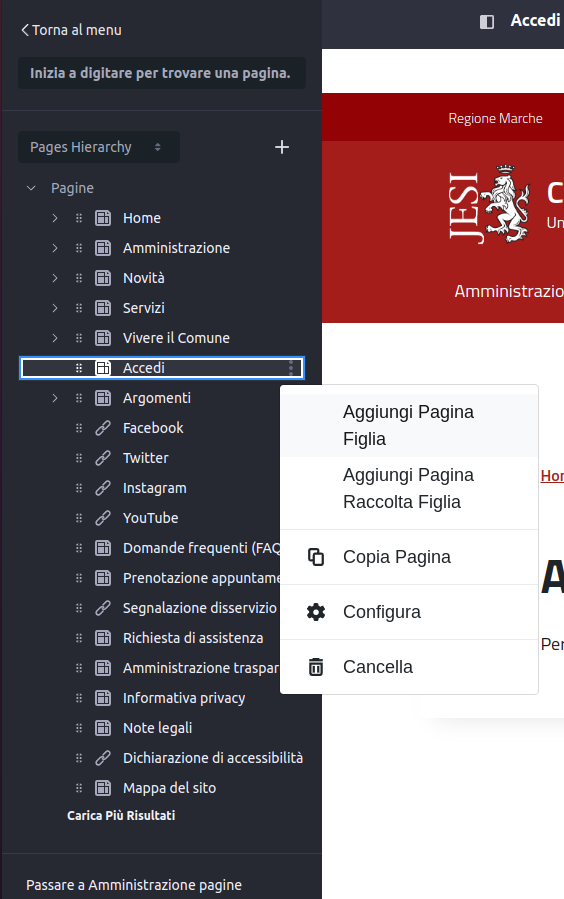 Torna al menu
Accedi
Inizia a digitare per trovare una pagina.
Regione Marche
Pages Hierarchy
Pagine
JESI
C
Un
Home
Amministrazione
Novità
Amministrazio
Servizi
Vivere il Comune
Accedi
Argomenti
Facebook
Twitter
Instagram
YouTube
Domande frequenti (FAQ
Prenotazione appuntame
Segnalazione disservizio
Richiesta di assistenza
Amministrazione traspar
Informativa privacy
Note legali
Dichiarazione di accessibilità
Mappa del sito
Carica Più Risultati
Passare a Amministrazione pagine
Aggiungi Pagina
Figlia
Aggiungi Pagina
Raccolta Figlia
Copia Pagina
Configura
Cancella
Hor
A
Per